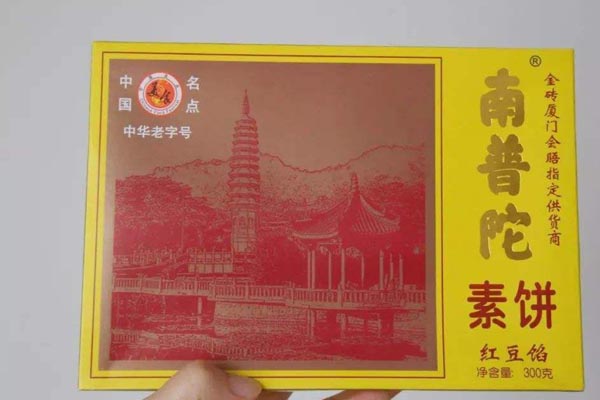 中国
名点
中华老字号
®
南普陀
金砖厦门会晤指定供货商
素饼
红豆馅
净含量: 300克